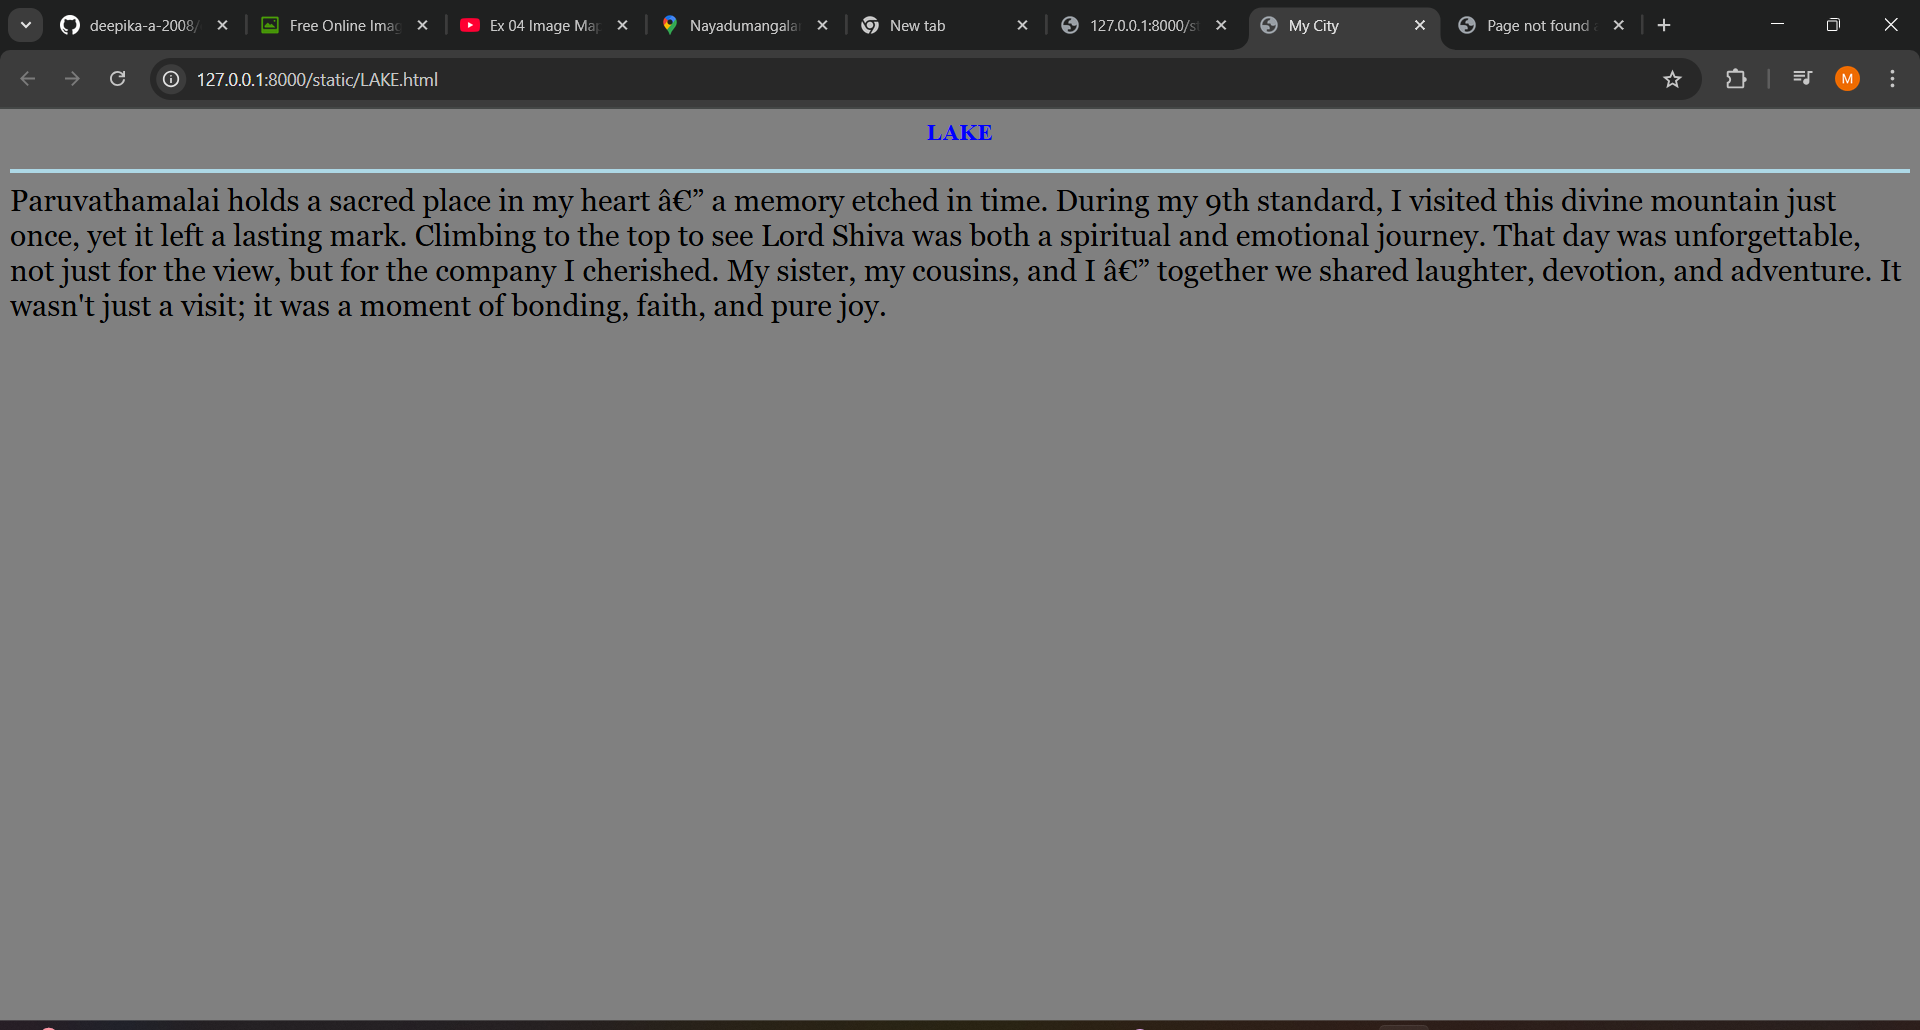 deepika-a-2008/ Free Online Imag Ex 04 Image Map Nayadumangala New tab 127.0.0.1:8000/st My City Page not found a
127.0.0.1:8000/static/LAKE.html M
LAKE
Paruvathamalai holds a sacred place in my heart â€” a memory etched in time. During my 9th standard, I visited this divine mountain just
once, yet it left a lasting mark. Climbing to the top to see Lord Shiva was both a spiritual and emotional journey. That day was unforgettable,
not just for the view, but for the company I cherished. My sister, my cousins, and I â€” together we shared laughter, devotion, and adventure. It
wasn't just a visit; it was a moment of bonding, faith, and pure joy.